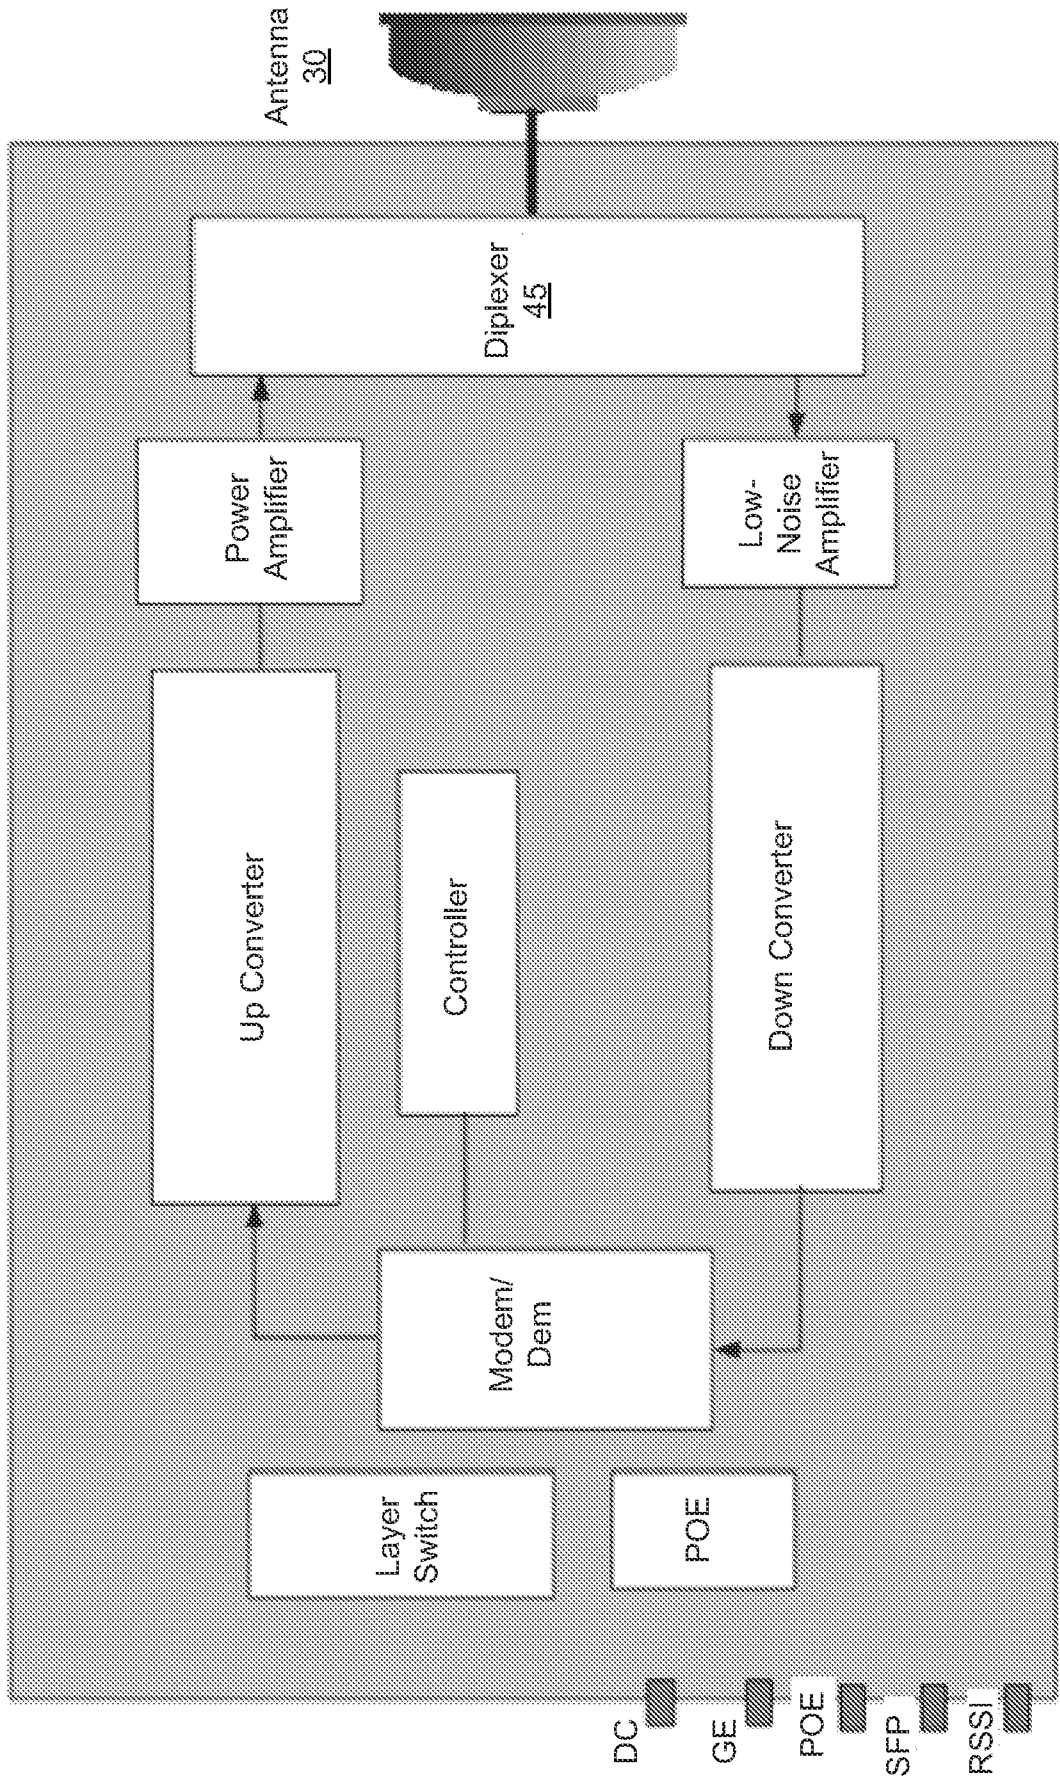 Antenna
30
Diplexer
45
Power
Amplifier
Low-
Noise
Amplifier
Up Converter
Controller
Down Converter
Modem/
Dem
Layer
Switch
POE
DC
GE
POE
SFP
RSSI